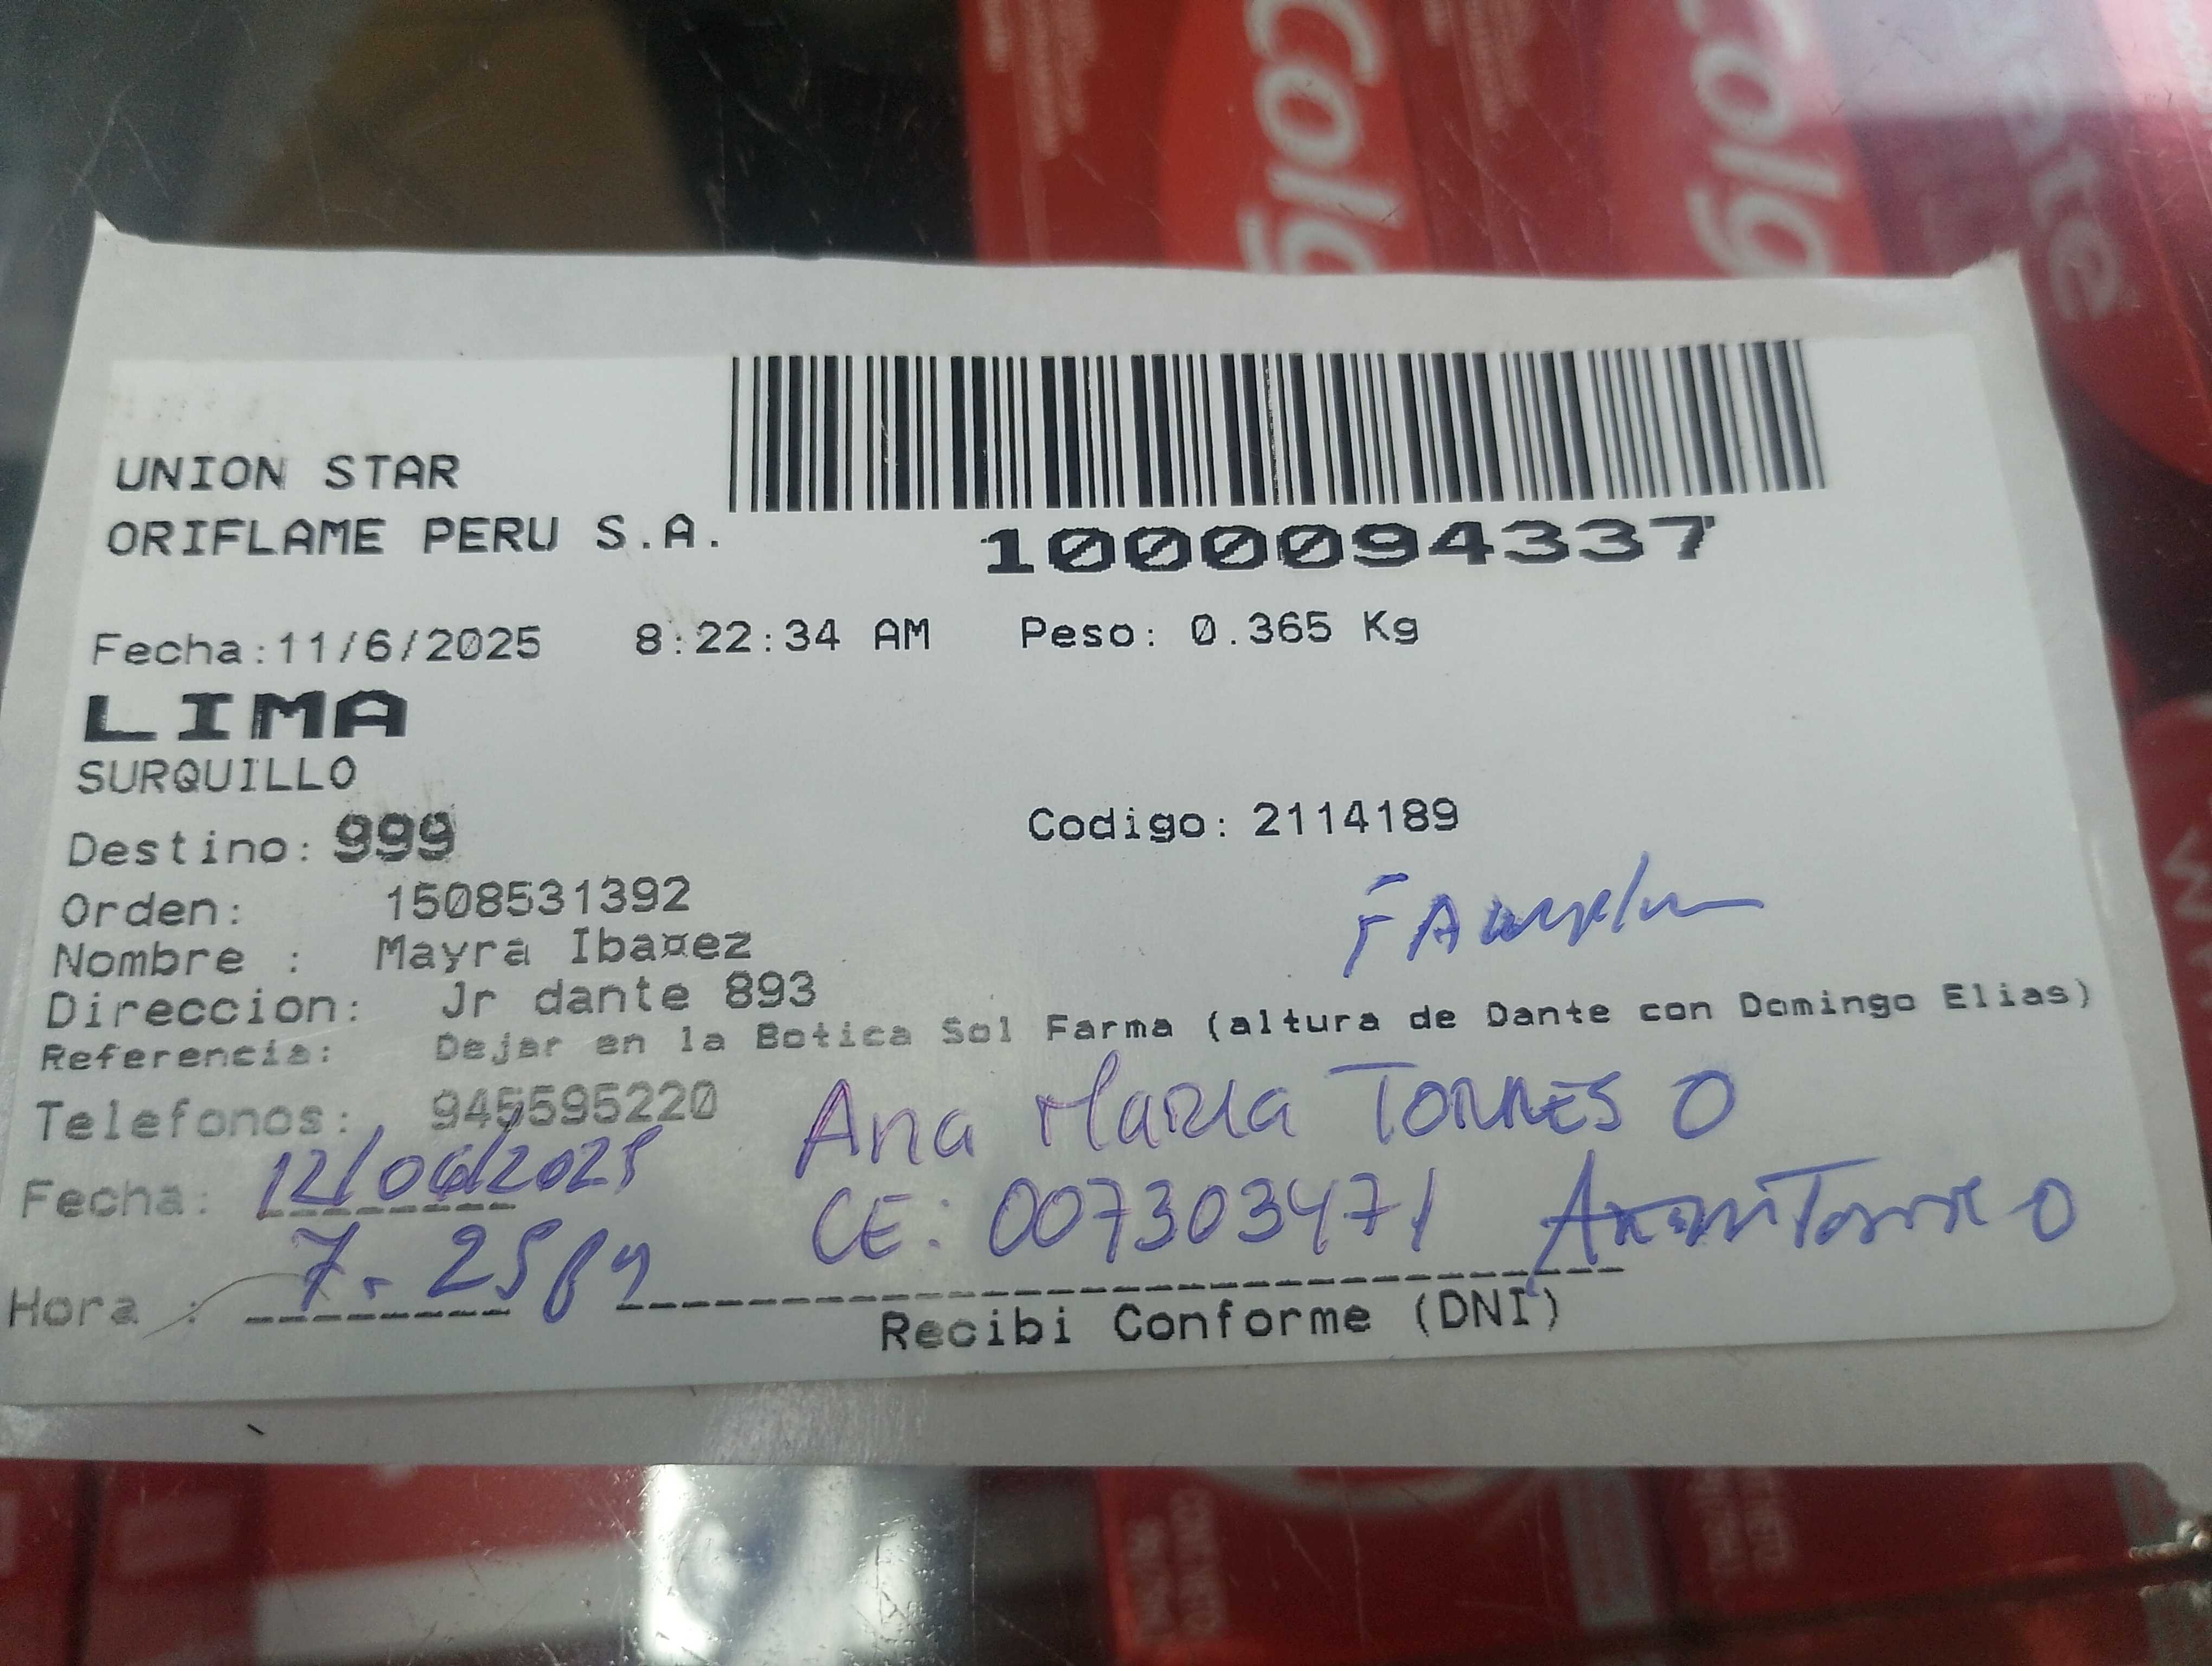 Colg
Colg
ate
UNION STAR
ORIFLAME PERU S.A.
1000094337
Fecha:11/6/2025 8:22:34 AM Peso: 0.365 Kg
LIMA
SURQUILLO
Destino: 999 Codigo: 2114189
Orden: 1508531392
Nombre : Mayra Iba¤ez
Direccion: Jr dante 893
Referencia: Dejar en la Botica Sol Farma (altura de Dante con Domingo Elias)
Telefonos: 945595220
Ana MaRia TORRES O
Fecha: 12/06/2025
CE: 007303471
Hora : 7. 25
Recibi Conforme (DNI)